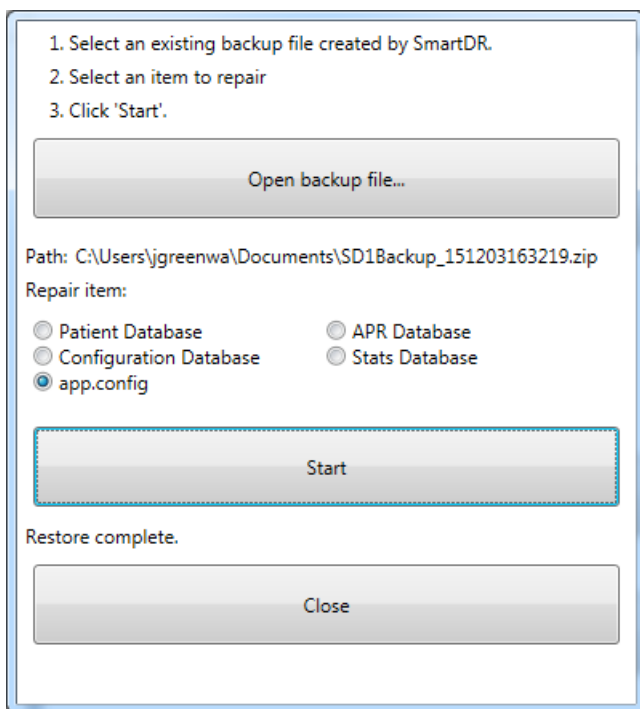 1. Select an existing backup file created by SmartDR.
2. Select an item to repair
3. Click 'Start'.
Open backup file...
Path: C:\Users\jgreenwa\Documents\SD1Backup_151203163219.zip
Repair item:
Patient Database
APR Database
Configuration Database
Stats Database
app.config
Start
Restore complete.
Close